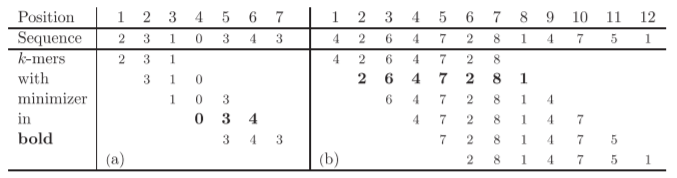 Position 1 2 3 4 5 6 7 1 2 3 4 5 6 7 8 9 10 11 12
Sequence 2 3 1 0 3 4 3 4 2 6 4 7 2 8 1 4 7 5 1
k-mers 2 3 1 4 2 6 4 7 2 8
with 3 1 0 2 6 4 7 2 8 1
minimizer 1 0 3 6 4 7 2 8 1 4
in 0 3 4 4 7 2 8 1 4 7
bold 3 4 3 7 2 8 1 4 7 5
(a) (b) 2 8 1 4 7 5 1